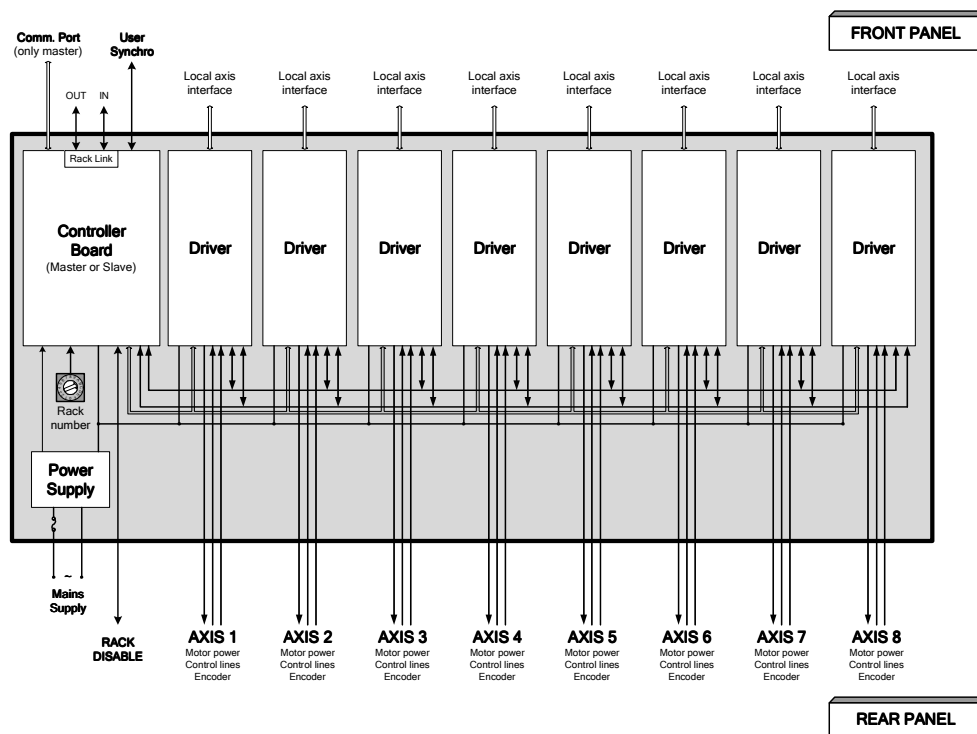 FRONT PANEL
Comm. Port
(only master)
User
Synchro
OUT
IN
Local axis
interface
Local axis
interface
Local axis
interface
Local axis
interface
Local axis
interface
Local axis
interface
Local axis
interface
Local axis
interface
Rack Link
Controller
Board
(Master or Slave)
Driver
Driver
Driver
Driver
Driver
Driver
Driver
Driver
Rack
number
Power
Supply
~
Mains
Supply
RACK
DISABLE
AXIS 1
Motor power
Control lines
Encoder
AXIS 2
Motor power
Control lines
Encoder
AXIS 3
Motor power
Control lines
Encoder
AXIS 4
Motor power
Control lines
Encoder
AXIS 5
Motor power
Control lines
Encoder
AXIS 6
Motor power
Control lines
Encoder
AXIS 7
Motor power
Control lines
Encoder
AXIS 8
Motor power
Control lines
Encoder
REAR PANEL